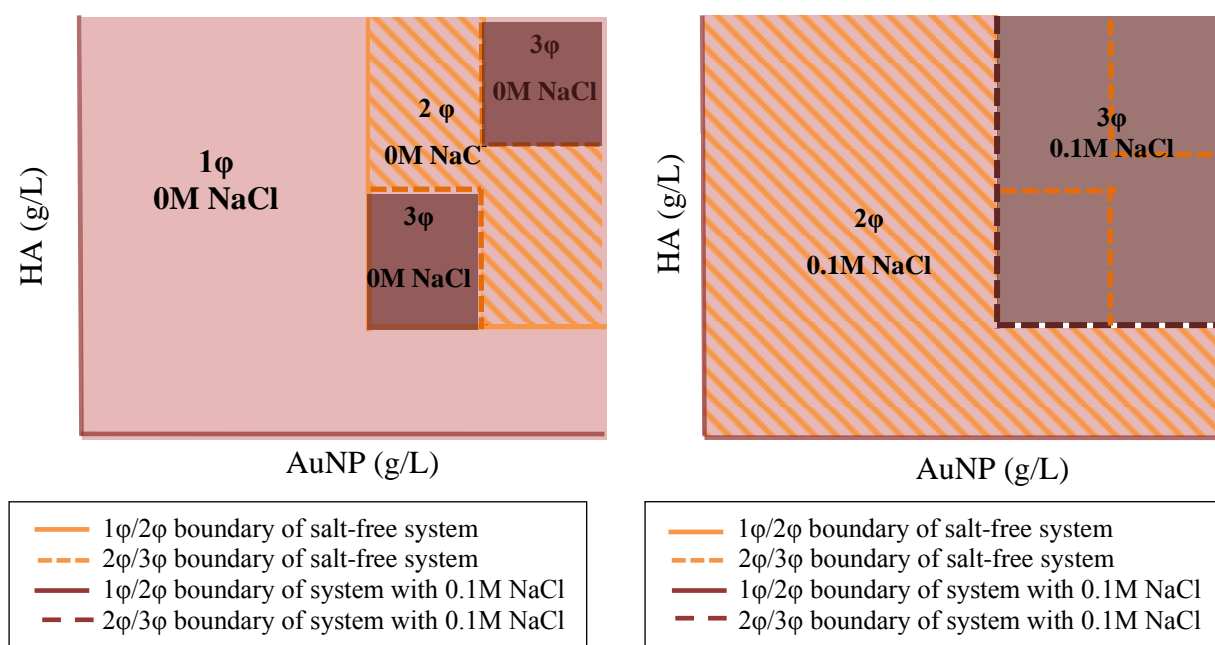 3φ
0M NaCl
2 φ
0M NaC
1φ
0M NaCl
3φ
0M NaCl
HA (g/L)
AuNP (g/L)
1φ/2φ boundary of salt-free system
2φ/3φ boundary of salt-free system
1φ/2φ boundary of system with 0.1M NaCl
2φ/3φ boundary of system with 0.1M NaCl
3φ
0.1M NaCl
2φ
0.1M NaCl
HA (g/L)
AuNP (g/L)
1φ/2φ boundary of salt-free system
2φ/3φ boundary of salt-free system
1φ/2φ boundary of system with 0.1M NaCl
2φ/3φ boundary of system with 0.1M NaCl